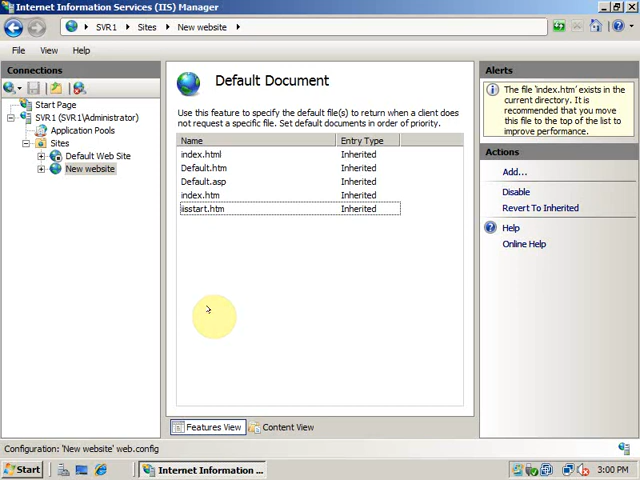 Internet Information Services (IIS) Manager
SVR1 Sites New website
File View Help
Connections
Start Page
SVR1 (SVR1\Administrator)
Application Pools
Sites
Default Web Site
New website
Default Document
Use this feature to specify the default file(s) to return when a client does
not request a specific file. Set default documents in order of priority.
Name Entry Type
index.html Inherited
Default.htm Inherited
Default.asp Inherited
index.htm Inherited
iisstart.htm Inherited
Features View Content View
Alerts
The file 'index.htm' exists in
the current directory. It is
recommended that you move
this file to the top of the list to
improve performance.
Actions
Add...
Disable
Revert To Inherited
Help
Online Help
Configuration: 'New website' web.config
Start Internet Information ... 3:00 PM